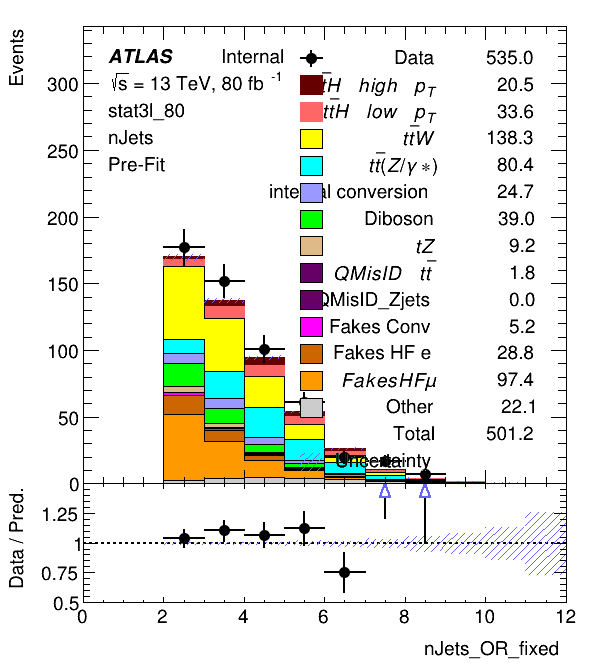 Events
ATLAS Internal
√s = 13 TeV, 80 fb⁻¹
stat3l_80
nJets
Pre-Fit
Data 535.0
tt̄H high p_T 20.5
tt̄H low p_T 33.6
tt̄W 138.3
tt̄(Z/γ∗) 80.4
internal conversion 24.7
Diboson 39.0
tZ 9.2
QMisID tt̄ 1.8
QMisID_Zjets 0.0
Fakes Conv 5.2
Fakes HF e 28.8
FakesHFμ 97.4
Other 22.1
Total 501.2
Uncertainty
300
250
200
150
100
50
0
Data / Pred.
1.25
1
0.75
0.5
0 2 4 6 8 10 12
nJets_OR_fixed